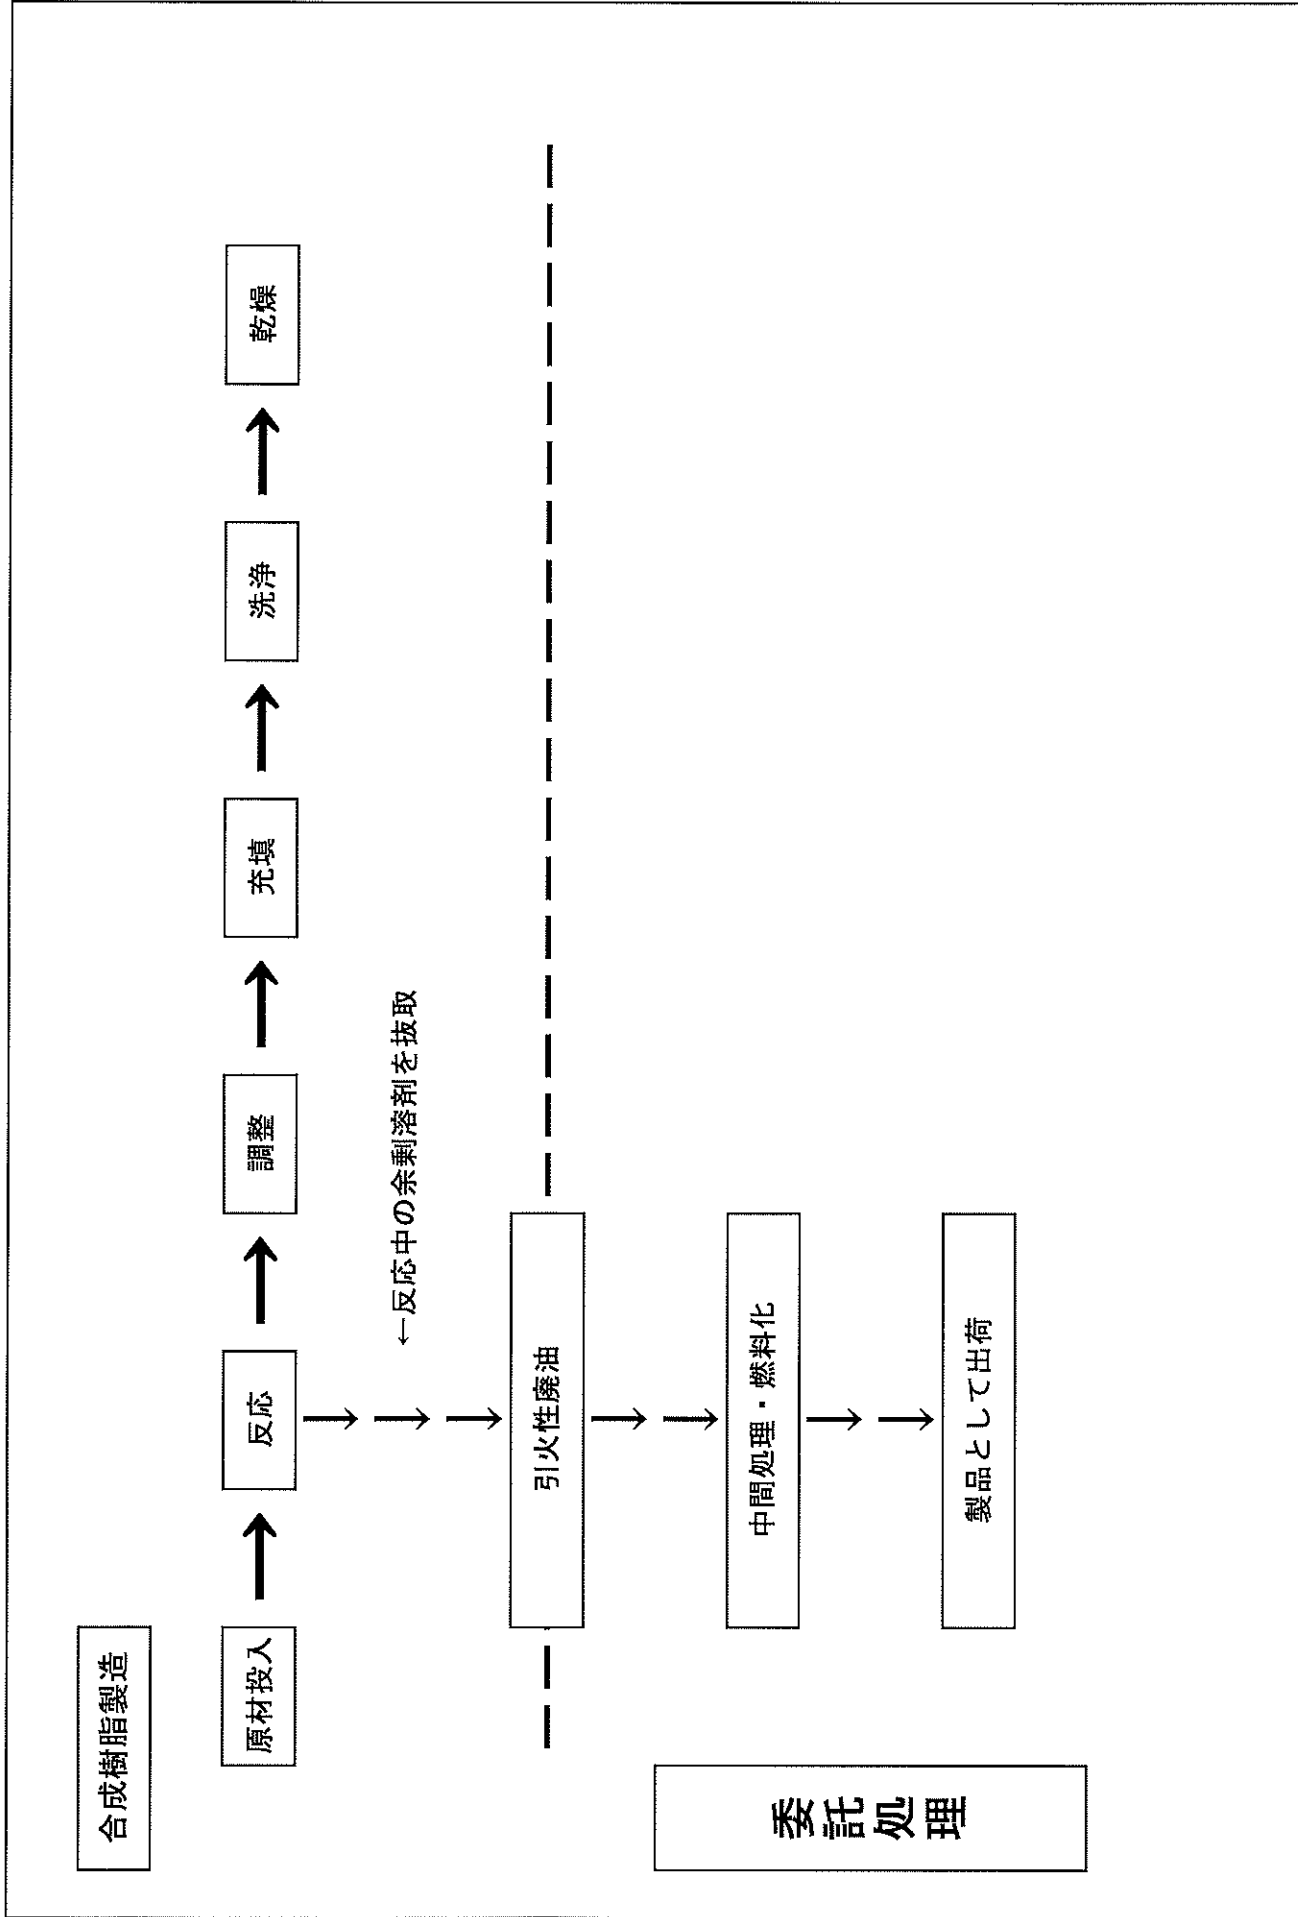 合成樹脂製造
原材投入
反応
調整
充填
洗浄
乾燥
←反応中の余剰溶剤を抜取
引火性廃油
中間処理・燃料化
製品として出荷
委託処理